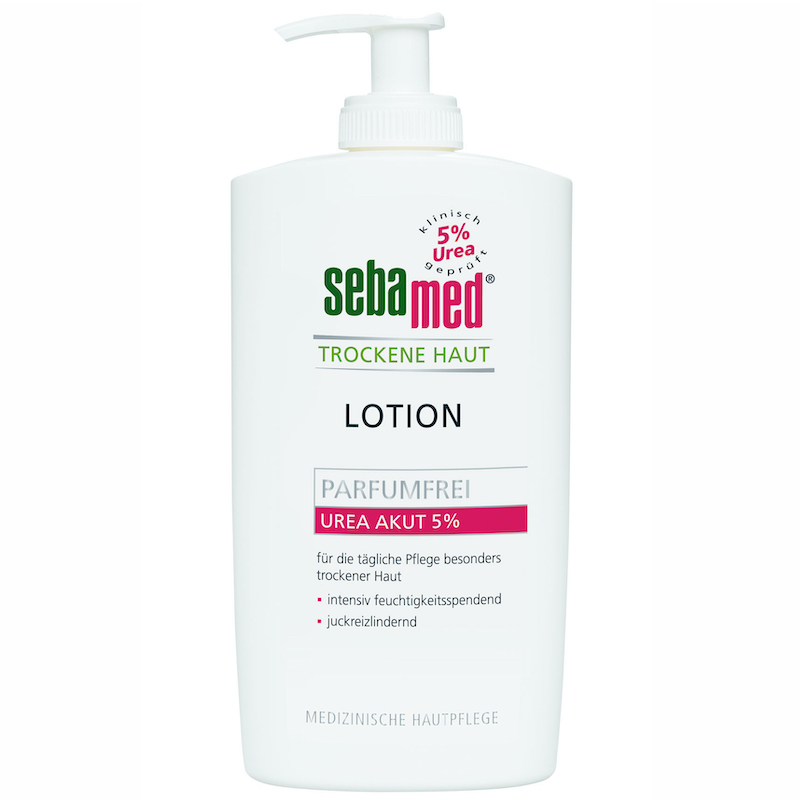 klinisch
5%
Urea
geprüft
sebamed®
TROCKENE HAUT
LOTION
PARFUMFREI
UREA AKUT 5%
für die tägliche Pflege besonders
trockener Haut
▪ intensiv feuchtigkeitsspendend
▪ juckreizlindernd
MEDIZINISCHE HAUTPFLEGE